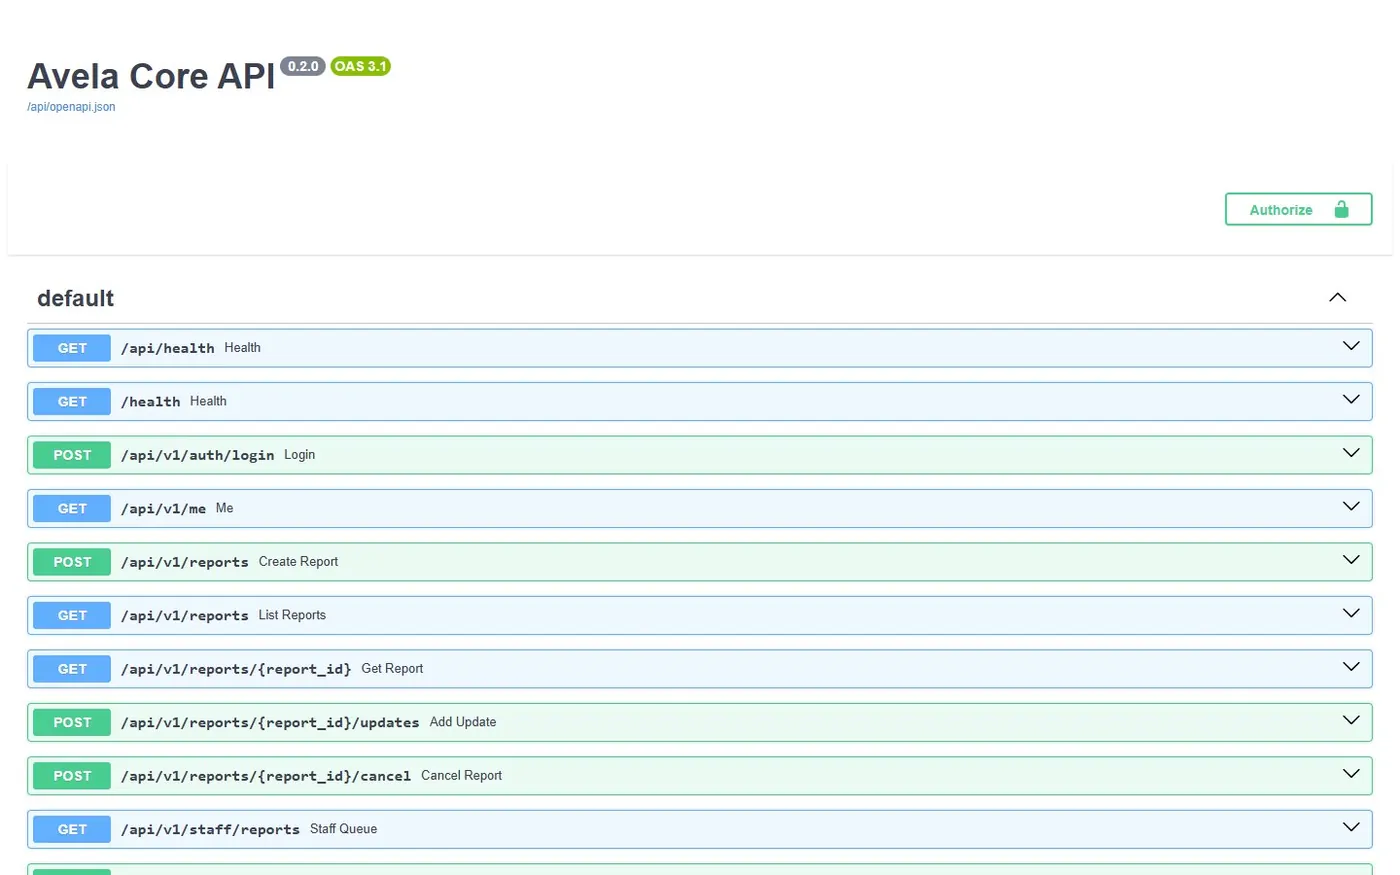 Avela Core API 0.2.0 OAS 3.1
/api/openapi.json
Authorize
default
GET /api/health Health
GET /health Health
POST /api/v1/auth/login Login
GET /api/v1/me Me
POST /api/v1/reports Create Report
GET /api/v1/reports List Reports
GET /api/v1/reports/{report_id} Get Report
POST /api/v1/reports/{report_id}/updates Add Update
POST /api/v1/reports/{report_id}/cancel Cancel Report
GET /api/v1/staff/reports Staff Queue